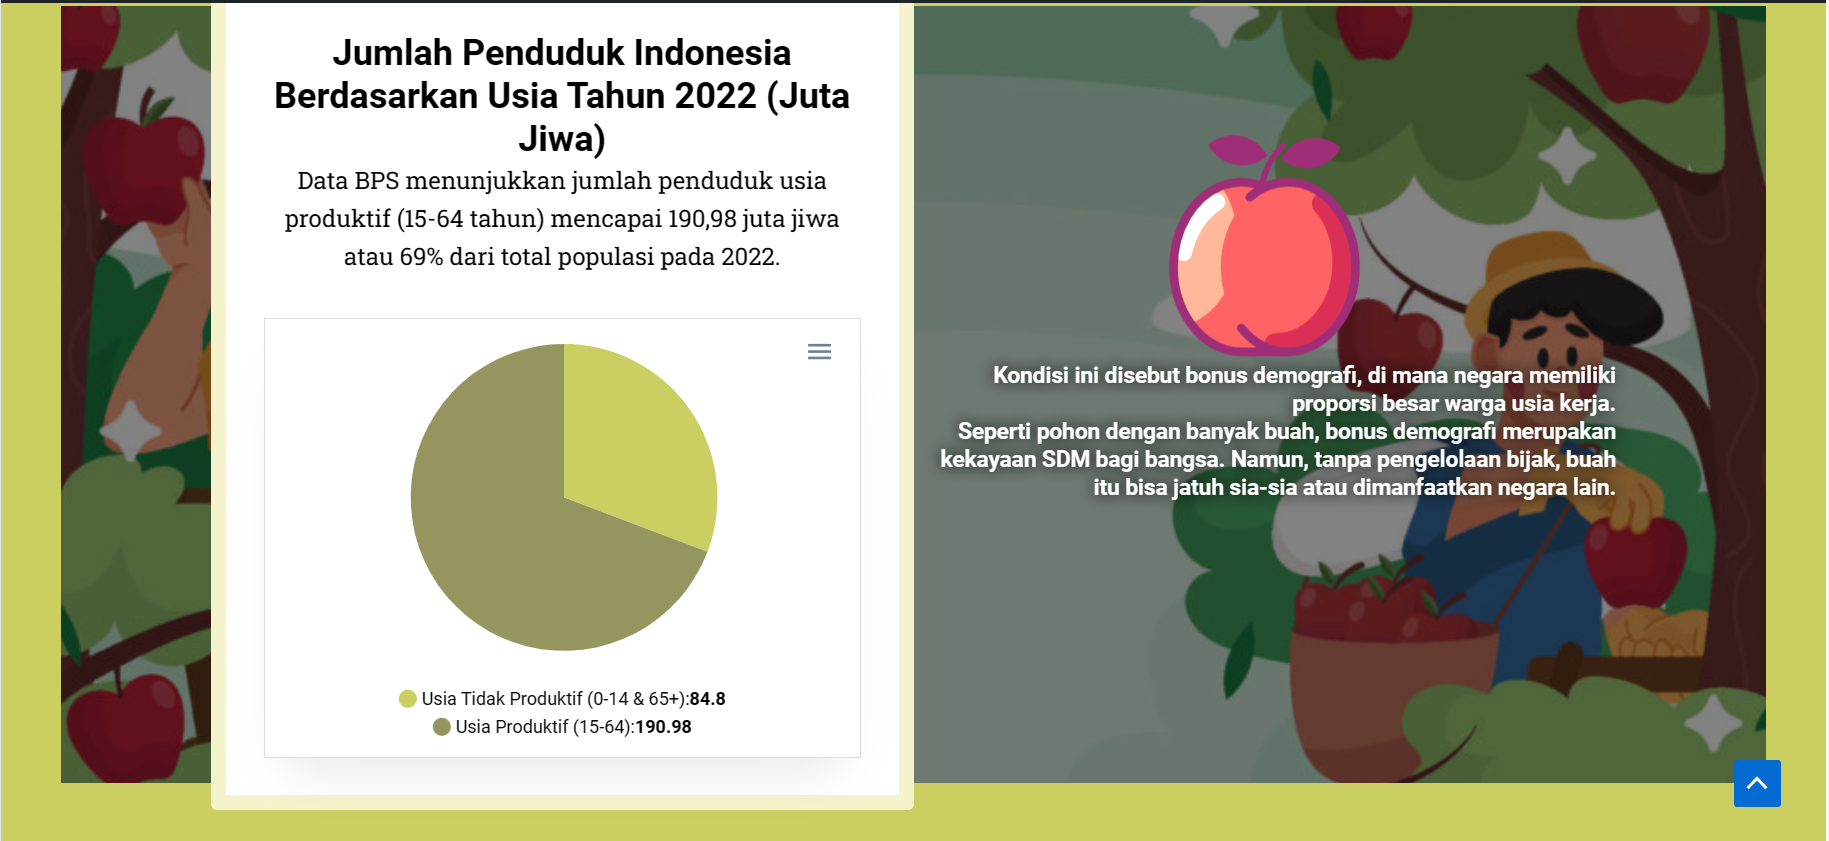 Jumlah Penduduk Indonesia
Berdasarkan Usia Tahun 2022 (Juta
Jiwa)
Data BPS menunjukkan jumlah penduduk usia
produktif (15-64 tahun) mencapai 190,98 juta jiwa
atau 69% dari total populasi pada 2022.
Usia Tidak Produktif (0-14 & 65+):84.8
Usia Produktif (15-64):190.98
Kondisi ini disebut bonus demografi, di mana negara memiliki
proporsi besar warga usia kerja.
Seperti pohon dengan banyak buah, bonus demografi merupakan
kekayaan SDM bagi bangsa. Namun, tanpa pengelolaan bijak, buah
itu bisa jatuh sia-sia atau dimanfaatkan negara lain.